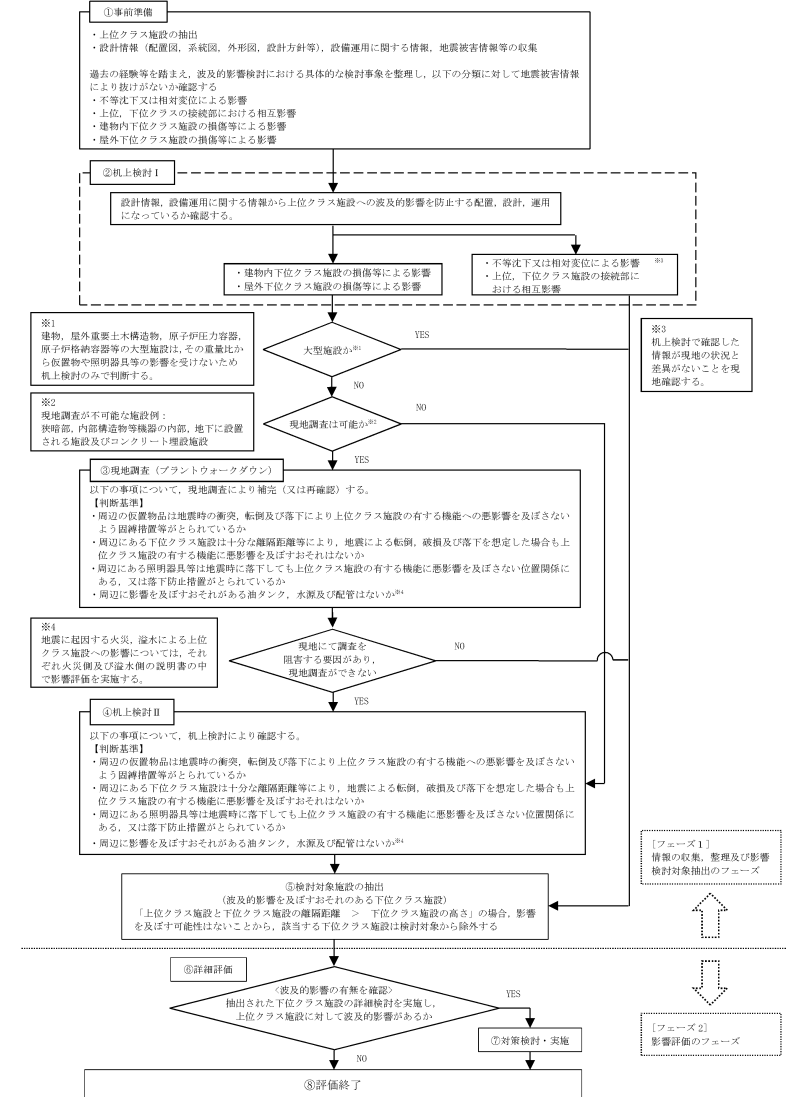 ①事前準備
・上位クラス施設の抽出
・設計情報（配置図，系統図，外形図，設計方針等），設備運用に関する情報，地震被害情報等の収集
過去の経験等を踏まえ，波及的影響検討における具体的な検討事象を整理し，以下の分類に対して地震被害情報
により抜けがないか確認する
・不等沈下又は相対変位による影響
・上位，下位クラスの接続部における相互影響
・建物内下位クラス施設の損傷等による影響
・屋外下位クラス施設の損傷等による影響
②机上検討Ⅰ
設計情報，設備運用に関する情報から上位クラス施設への波及的影響を防止する配置，設計，運用
になっているか確認する。
・建物内下位クラス施設の損傷等による影響
・屋外下位クラス施設の損傷等による影響
・不等沈下又は相対変位による影響 ※3
・上位，下位クラス施設の接続部に
おける相互影響
※1
建物，屋外重要土木構造物，原子炉圧力容器，
原子炉格納容器等の大型施設は，その重量比か
ら仮置物や照明器具等の影響を受けないため
机上検討のみで判断する。
大型施設か※1
YES
NO
※3
机上検討で確認した
情報が現地の状況と
差異がないことを現
地確認する。
※2
現地調査が不可能な施設例：
狭暗部，内部構造物等機器の内部，地下に設置
される施設及びコンクリート埋設施設
現地調査は可能か※2
NO
YES
③現地調査（プラントウォークダウン）
以下の事項について，現地調査により補完（又は再確認）する。
【判断基準】
・周辺の仮置物品は地震時の衝突，転倒及び落下により上位クラス施設の有する機能への悪影響を及ぼさない
よう固縛措置等がとられているか
・周辺にある下位クラス施設は十分な離隔距離等により，地震による転倒，破損及び落下を想定した場合も上
位クラス施設の有する機能に悪影響を及ぼすおそれはないか
・周辺にある照明器具等は地震時に落下しても上位クラス施設の有する機能に悪影響を及ぼさない位置関係に
ある，又は落下防止措置がとられているか
・周辺に影響を及ぼすおそれがある油タンク，水源及び配管はないか※4
※4
地震に起因する火災，溢水による上位
クラス施設への影響については，それ
ぞれ火災側及び溢水側の説明書の中
で影響評価を実施する。
現地にて調査を
阻害する要因があり，
現地調査ができない
NO
YES
④机上検討Ⅱ
以下の事項について，机上検討により確認する。
【判断基準】
・周辺の仮置物品は地震時の衝突，転倒及び落下により上位クラス施設の有する機能への悪影響を及ぼさない
よう固縛措置等がとられているか
・周辺にある下位クラス施設は十分な離隔距離等により，地震による転倒，破損及び落下を想定した場合も上
位クラス施設の有する機能に悪影響を及ぼすおそれはないか
・周辺にある照明器具等は地震時に落下しても上位クラス施設の有する機能に悪影響を及ぼさない位置関係に
ある，又は落下防止措置がとられているか
・周辺に影響を及ぼすおそれがある油タンク，水源及び配管はないか※4
⑤検討対象施設の抽出
（波及的影響を及ぼすおそれのある下位クラス施設）
「上位クラス施設と下位クラス施設の離隔距離 ＞ 下位クラス施設の高さ」の場合，影響
を及ぼす可能性はないことから，該当する下位クラス施設は検討対象から除外する
［フェーズ１］
情報の収集，整理及び影響
検討対象抽出のフェーズ
⑥詳細評価
<波及的影響の有無を確認>
抽出された下位クラス施設の詳細検討を実施し，
上位クラス施設に対して波及的影響があるか
YES
NO
⑦対策検討・実施
［フェーズ２］
影響評価のフェーズ
⑧評価終了